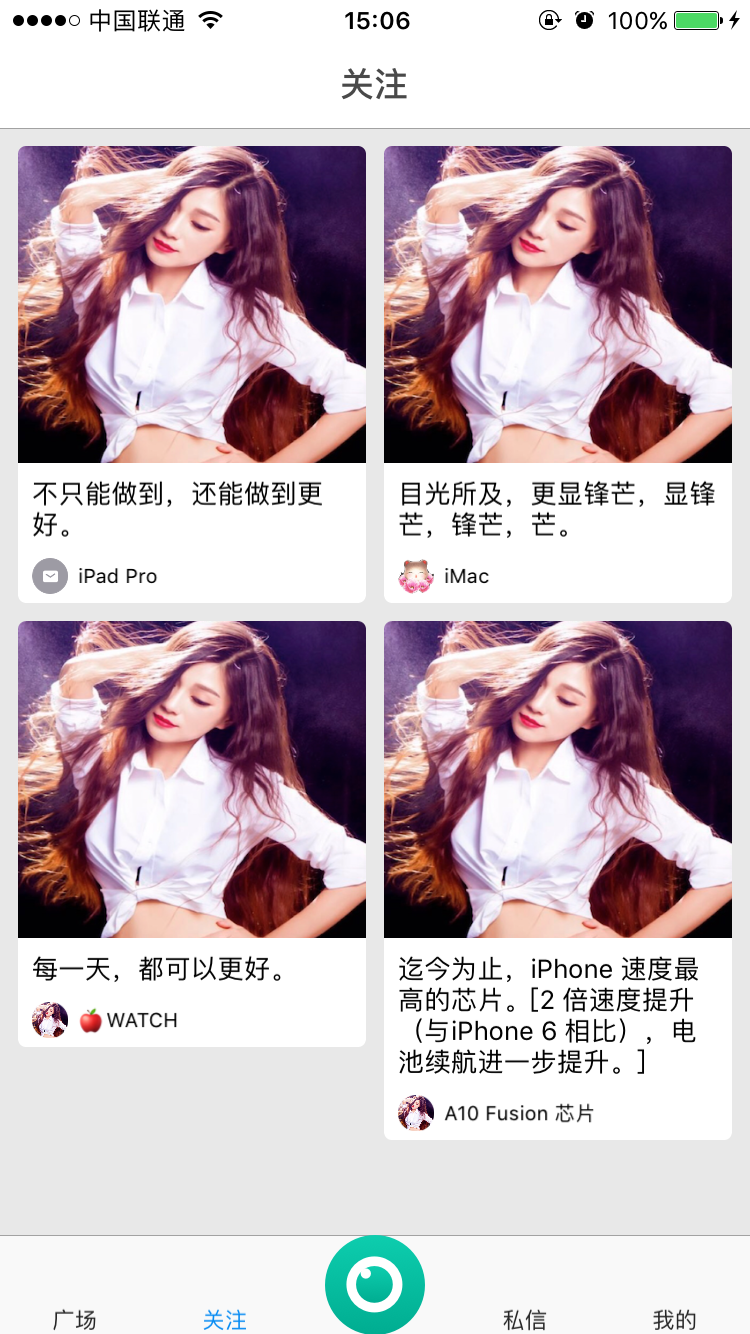 中国联通 15:06 100%
关注
不只能做到，还能做到更
好。
iPad Pro
目光所及，更显锋芒，显锋
芒，锋芒，芒。
iMac
每一天，都可以更好。
🍎WATCH
迄今为止，iPhone 速度最
高的芯片。[2 倍速度提升
（与iPhone 6 相比），电
池续航进一步提升。]
A10 Fusion 芯片
广场 关注 私信 我的